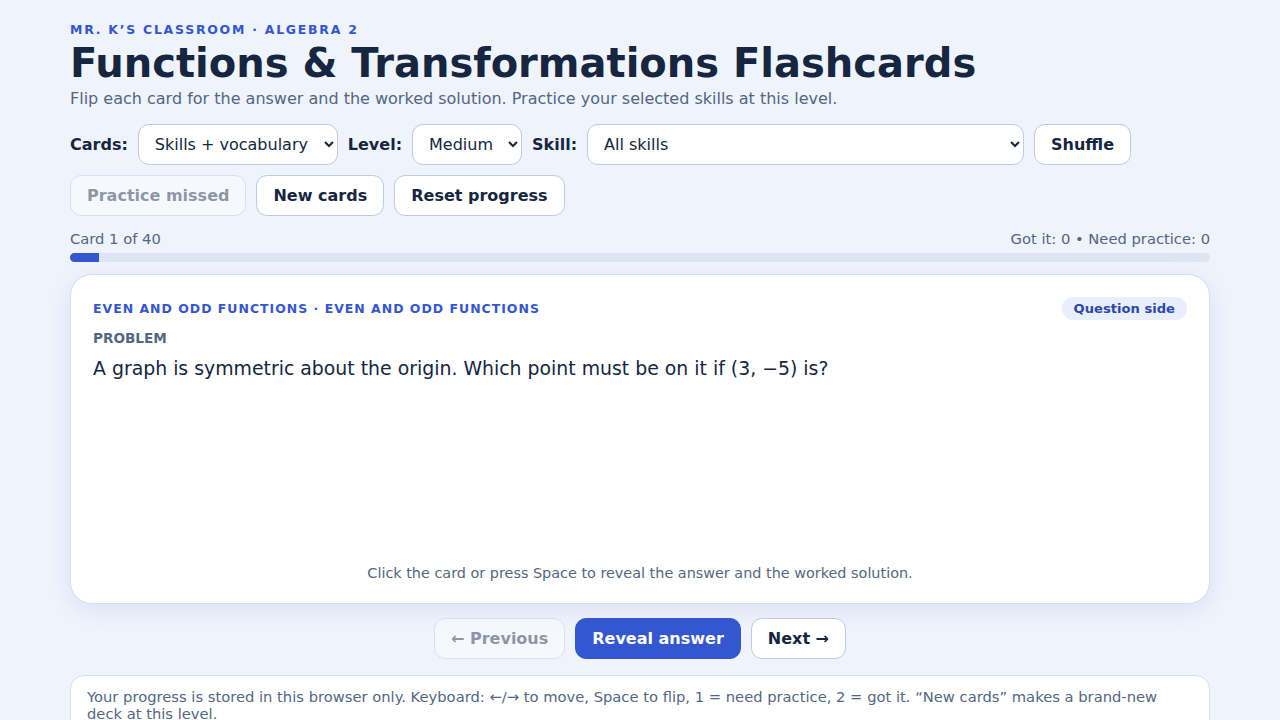 MR. K’S CLASSROOM · ALGEBRA 2
Functions & Transformations Flashcards
Flip each card for the answer and the worked solution. Practice your selected skills at this level.
Cards: Skills + vocabulary Level: Medium Skill: All skills Shuffle
Practice missed New cards Reset progress
Card 1 of 40 Got it: 0 • Need practice: 0
EVEN AND ODD FUNCTIONS · EVEN AND ODD FUNCTIONS Question side
PROBLEM
A graph is symmetric about the origin. Which point must be on it if (3, −5) is?
Click the card or press Space to reveal the answer and the worked solution.
← Previous Reveal answer Next →
Your progress is stored in this browser only. Keyboard: ←/→ to move, Space to flip, 1 = need practice, 2 = got it. “New cards” makes a brand-new
deck at this level.